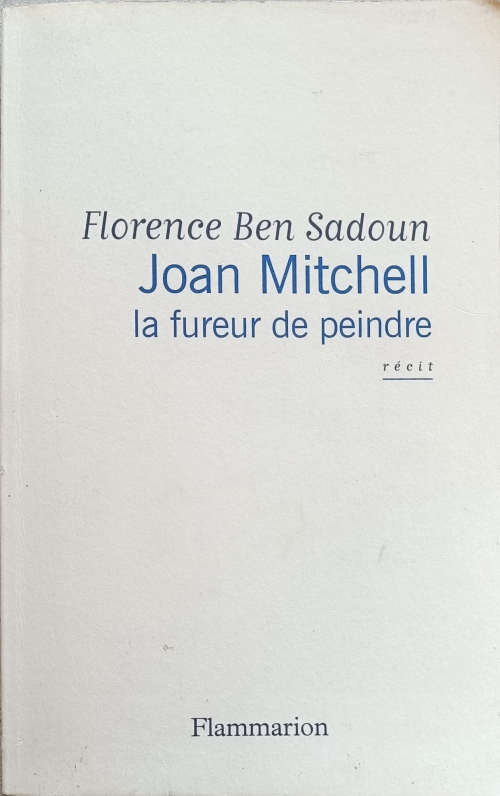 Florence Ben Sadoun
Joan Mitchell
la fureur de peindre
récit
Flammarion